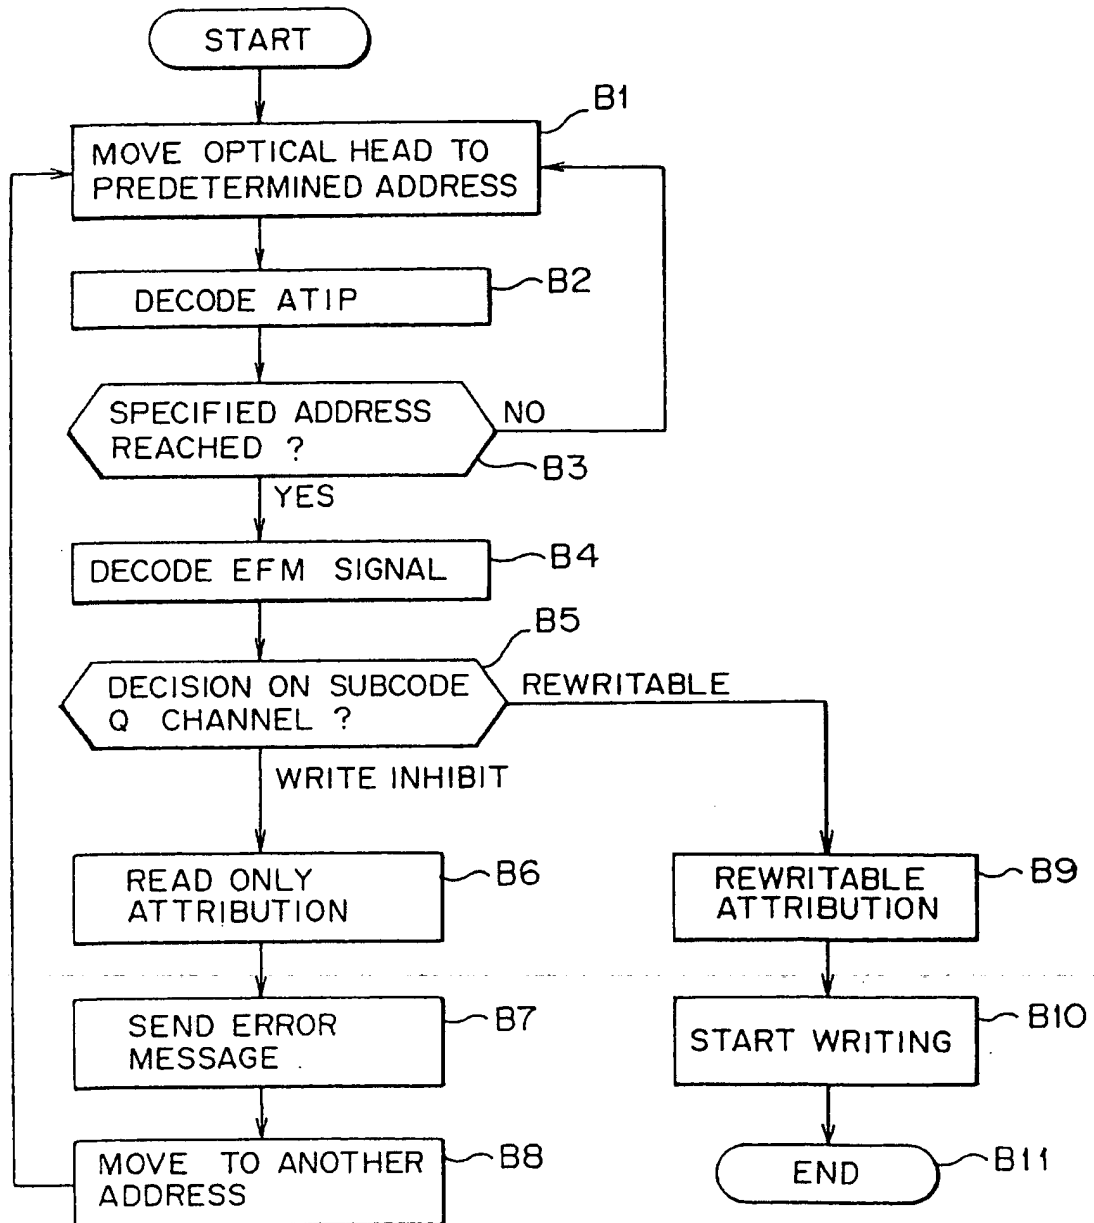 START
B1
MOVE OPTICAL HEAD TO
PREDETERMINED ADDRESS
DECODE ATIP
B2
SPECIFIED ADDRESS
REACHED ?
NO
B3
YES
DECODE EFM SIGNAL
B4
B5
DECISION ON SUBCODE
Q CHANNEL ?
REWRITABLE
WRITE INHIBIT
READ ONLY
ATTRIBUTION
B6
REWRITABLE
ATTRIBUTION
B9
SEND ERROR
MESSAGE
B7
START WRITING
B10
MOVE TO ANOTHER
ADDRESS
B8
END
B11